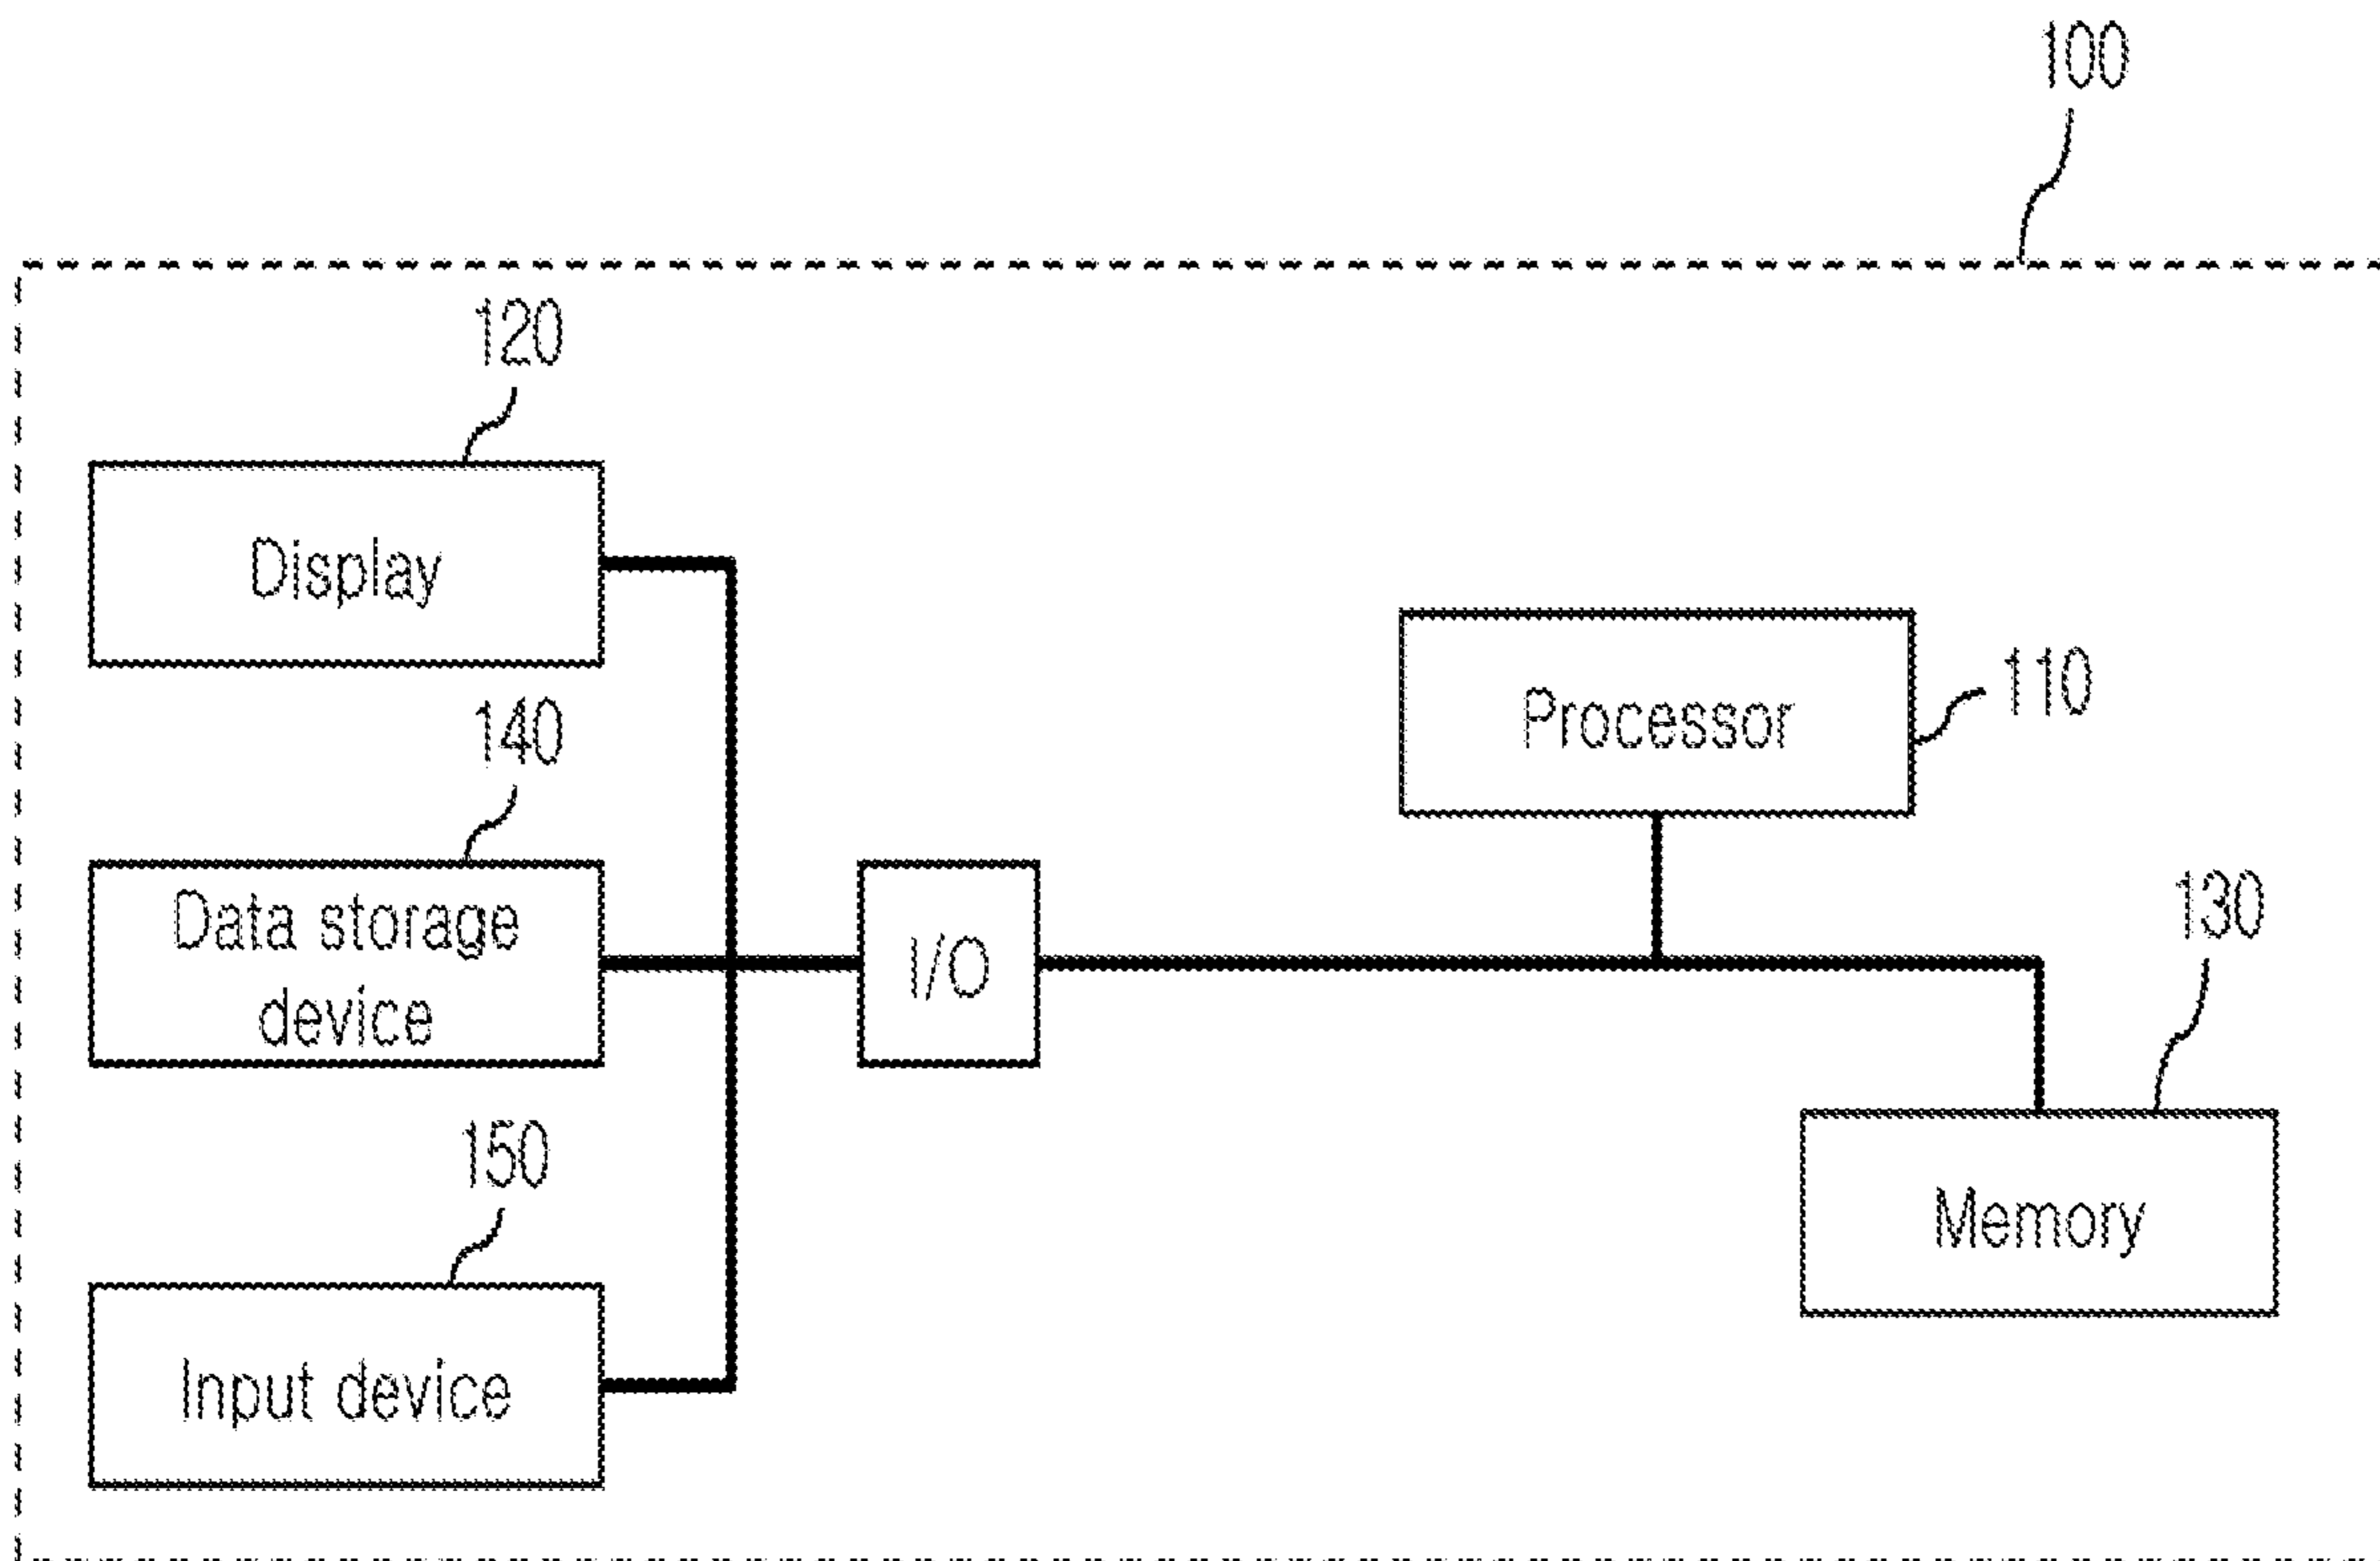 100
120
Display
110
Processor
140
Data storage
device
I/O
130
Memory
150
Input device